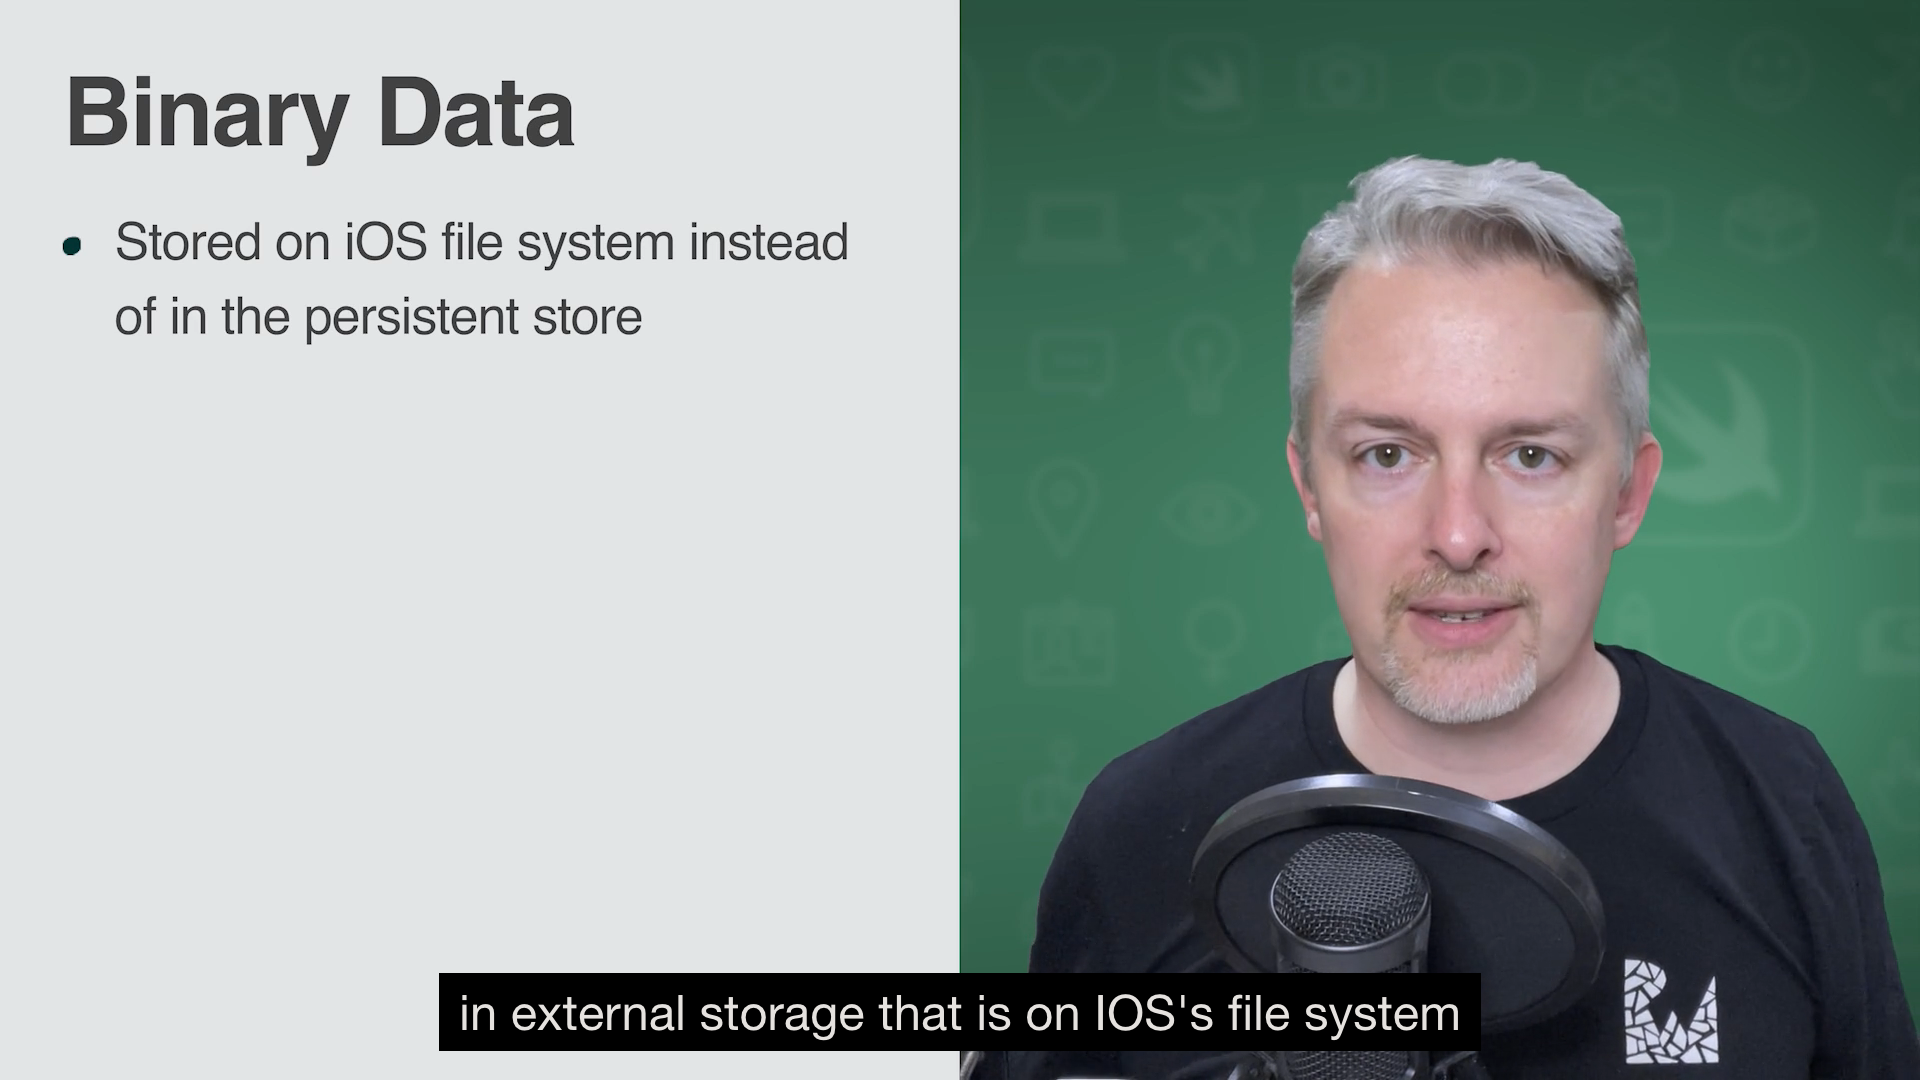 Binary Data
• Stored on iOS file system instead
of in the persistent store
in external storage that is on IOS's file system